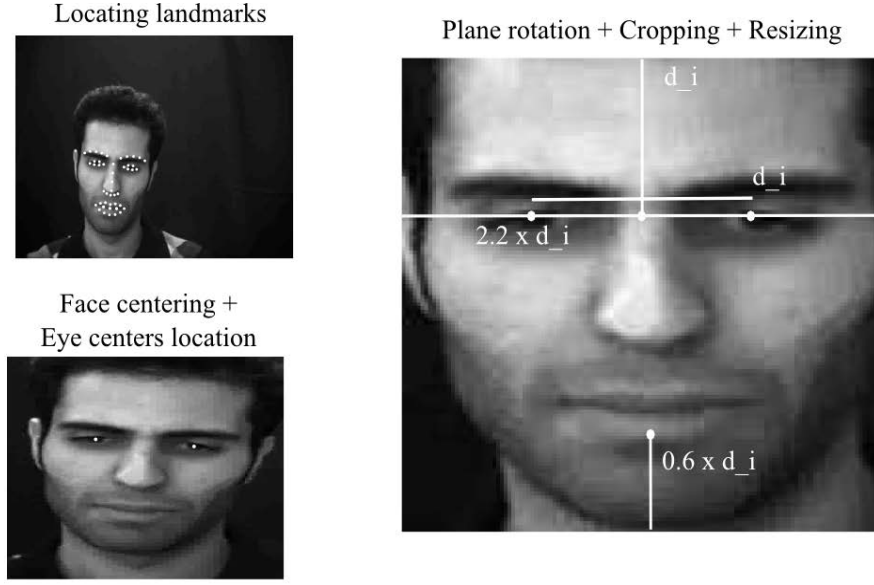 Locating landmarks
Face centering +
Eye centers location
Plane rotation + Cropping + Resizing
d_i
d_i
2.2 x d_i
0.6 x d_i